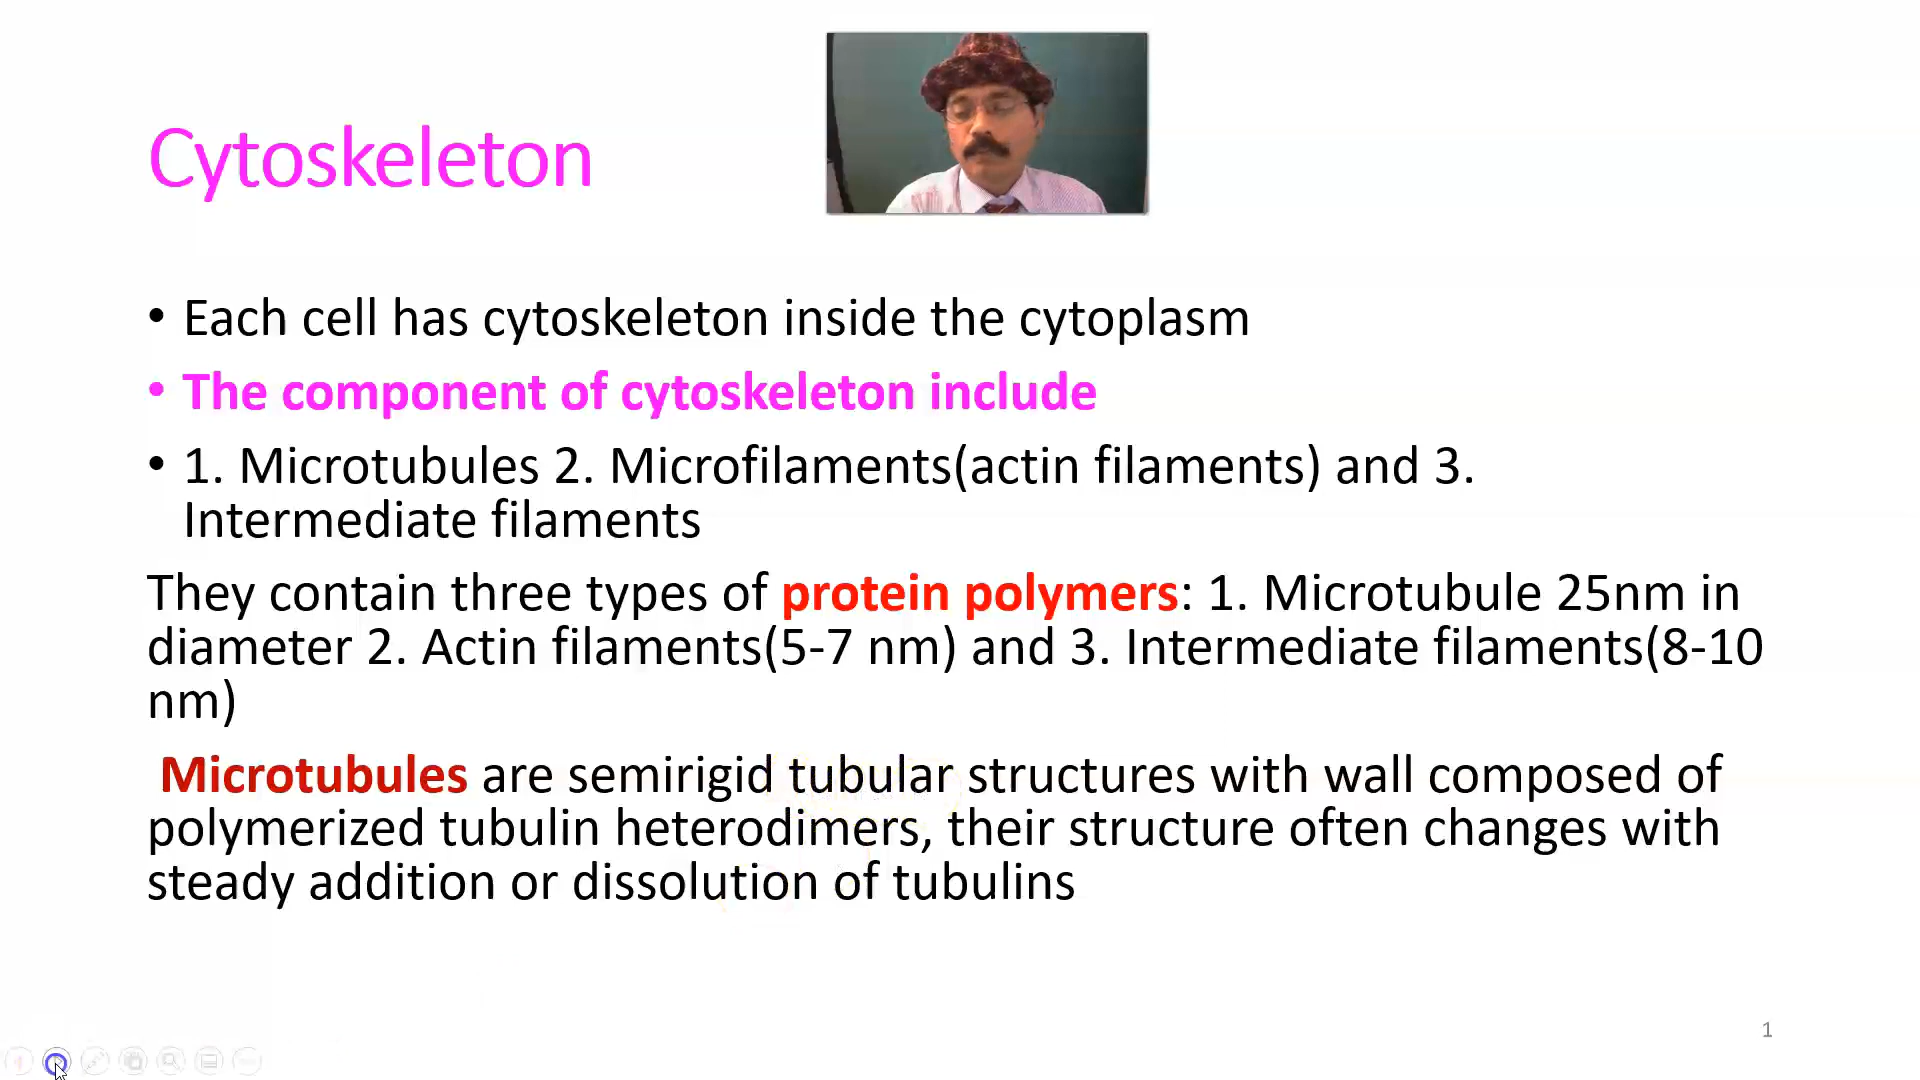 Cytoskeleton
• Each cell has cytoskeleton inside the cytoplasm
• The component of cytoskeleton include
• 1. Microtubules 2. Microfilaments(actin filaments) and 3.
Intermediate filaments
They contain three types of protein polymers: 1. Microtubule 25nm in
diameter 2. Actin filaments(5-7 nm) and 3. Intermediate filaments(8-10
nm)
Microtubules are semirigid tubular structures with wall composed of
polymerized tubulin heterodimers, their structure often changes with
steady addition or dissolution of tubulins
1